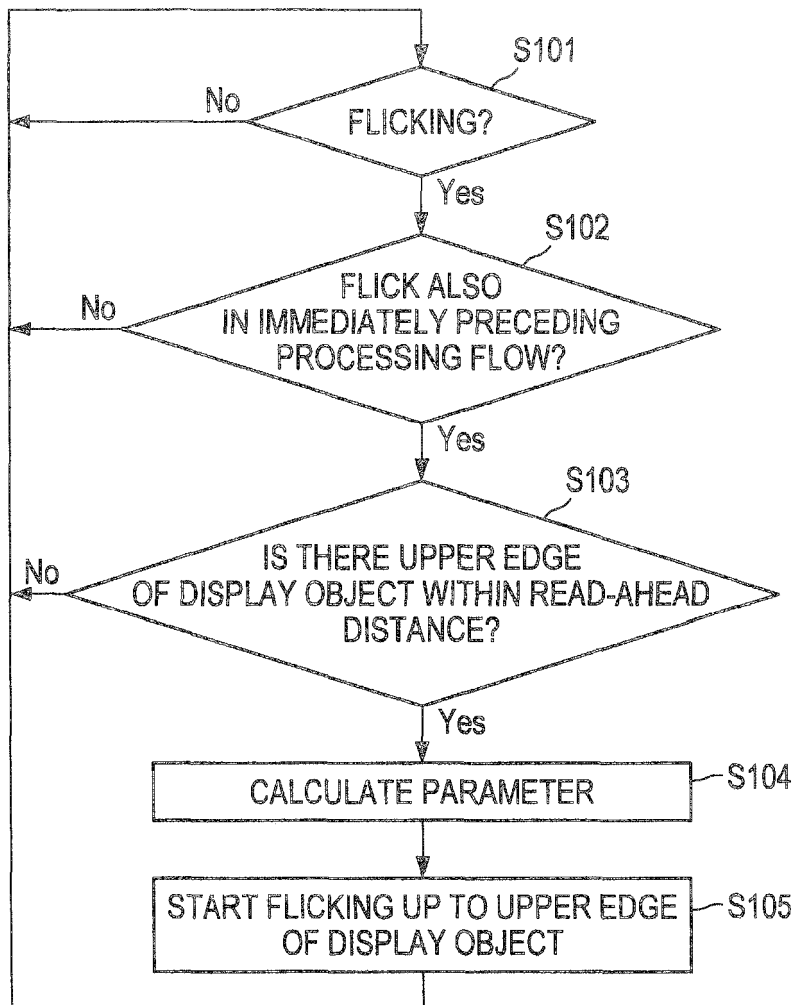 S101
No
FLICKING?
Yes
S102
No
FLICK ALSO
IN IMMEDIATELY PRECEDING
PROCESSING FLOW?
Yes
S103
No
IS THERE UPPER EDGE
OF DISPLAY OBJECT WITHIN READ-AHEAD
DISTANCE?
Yes
CALCULATE PARAMETER
S104
START FLICKING UP TO UPPER EDGE
OF DISPLAY OBJECT
S105